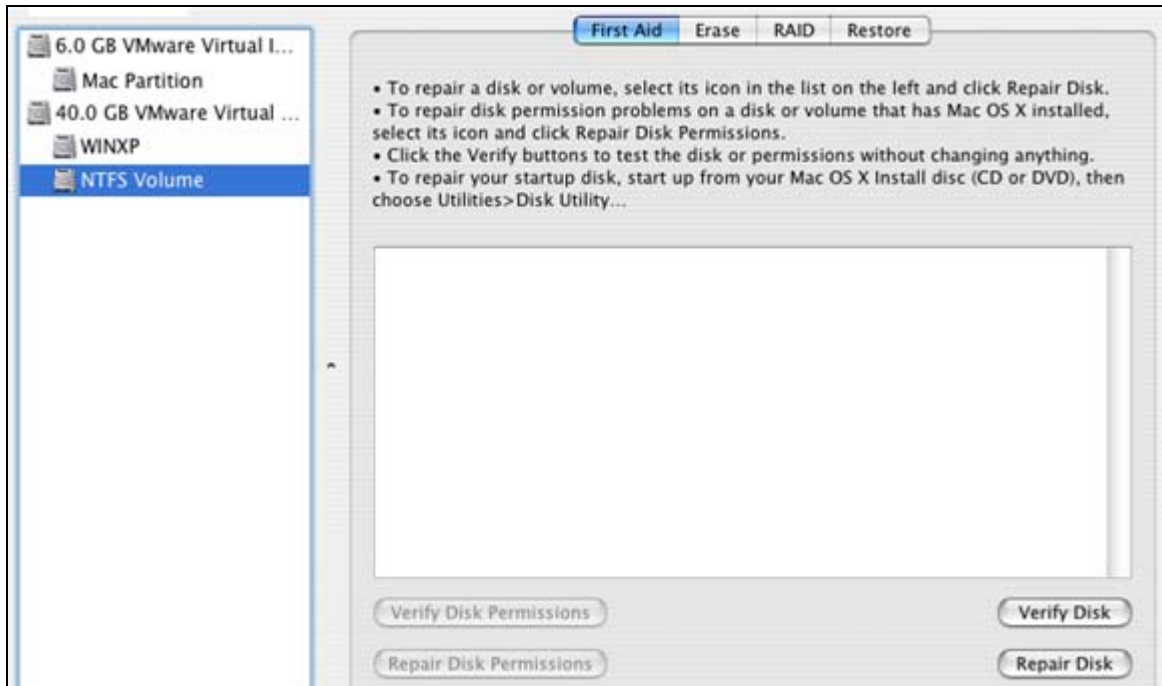 6.0 GB VMware Virtual I...
Mac Partition
40.0 GB VMware Virtual ...
WINXP
NTFS Volume
First Aid Erase RAID Restore
• To repair a disk or volume, select its icon in the list on the left and click Repair Disk.
• To repair disk permission problems on a disk or volume that has Mac OS X installed,
select its icon and click Repair Disk Permissions.
• Click the Verify buttons to test the disk or permissions without changing anything.
• To repair your startup disk, start up from your Mac OS X Install disc (CD or DVD), then
choose Utilities>Disk Utility...
Verify Disk Permissions Verify Disk
Repair Disk Permissions Repair Disk